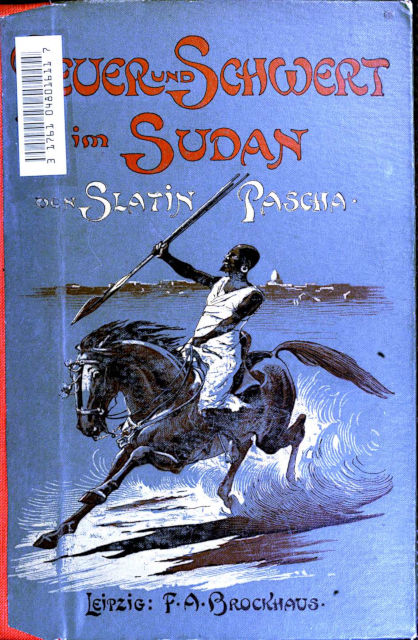 EUER UND SCHWERT
im SUDAN
VON SLATIN PASCHA.
3 1761 04801611 7
LEIPZIG: F. A. BROCKHAUS.